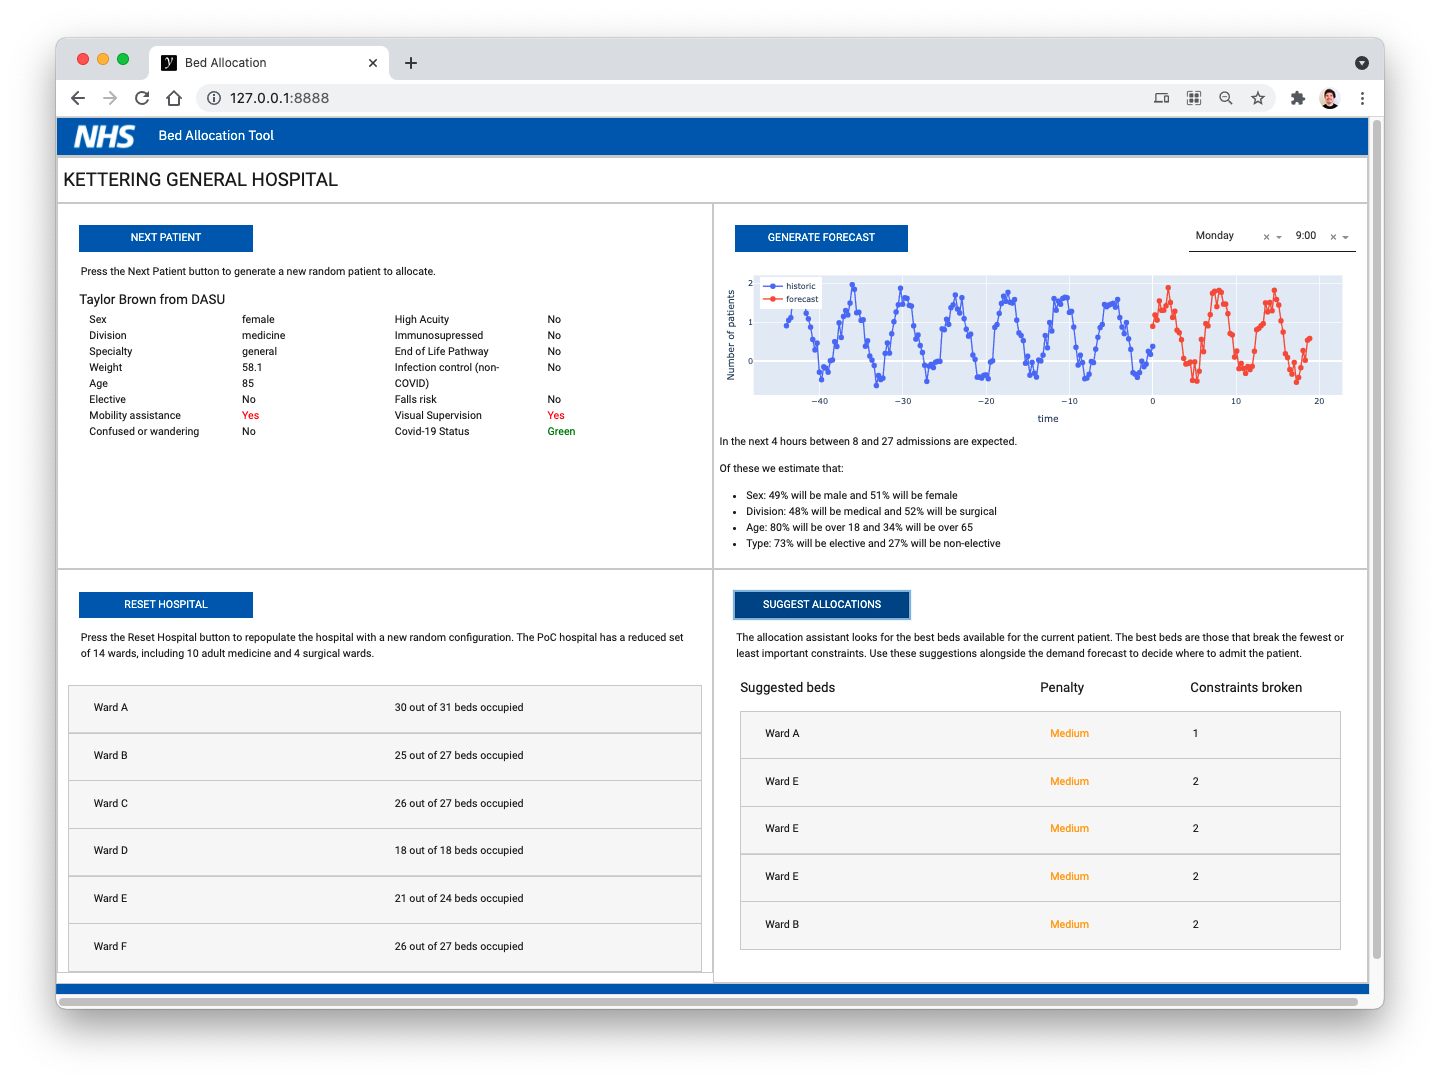 Bed Allocation
127.0.0.1:8888
NHS Bed Allocation Tool
KETTERING GENERAL HOSPITAL
NEXT PATIENT
Press the Next Patient button to generate a new random patient to allocate.
Taylor Brown from DASU
Sex female High Acuity No
Division medicine Immunosupressed No
Specialty general End of Life Pathway No
Weight 58.1 Infection control (non- No
Age 85 COVID)
Elective No Falls risk No
Mobility assistance Yes Visual Supervision Yes
Confused or wandering No Covid-19 Status Green
GENERATE FORECAST Monday × 9:00 ×
historic
forecast
Number of patients
2
1
0
−40 −30 −20 −10 0 10 20
time
In the next 4 hours between 8 and 27 admissions are expected.
Of these we estimate that:
• Sex: 49% will be male and 51% will be female
• Division: 48% will be medical and 52% will be surgical
• Age: 80% will be over 18 and 34% will be over 65
• Type: 73% will be elective and 27% will be non-elective
RESET HOSPITAL
Press the Reset Hospital button to repopulate the hospital with a new random configuration. The PoC hospital has a reduced set
of 14 wards, including 10 adult medicine and 4 surgical wards.
Ward A 30 out of 31 beds occupied
Ward B 25 out of 27 beds occupied
Ward C 26 out of 27 beds occupied
Ward D 18 out of 18 beds occupied
Ward E 21 out of 24 beds occupied
Ward F 26 out of 27 beds occupied
SUGGEST ALLOCATIONS
The allocation assistant looks for the best beds available for the current patient. The best beds are those that break the fewest or
least important constraints. Use these suggestions alongside the demand forecast to decide where to admit the patient.
Suggested beds Penalty Constraints broken
Ward A Medium 1
Ward E Medium 2
Ward E Medium 2
Ward E Medium 2
Ward B Medium 2